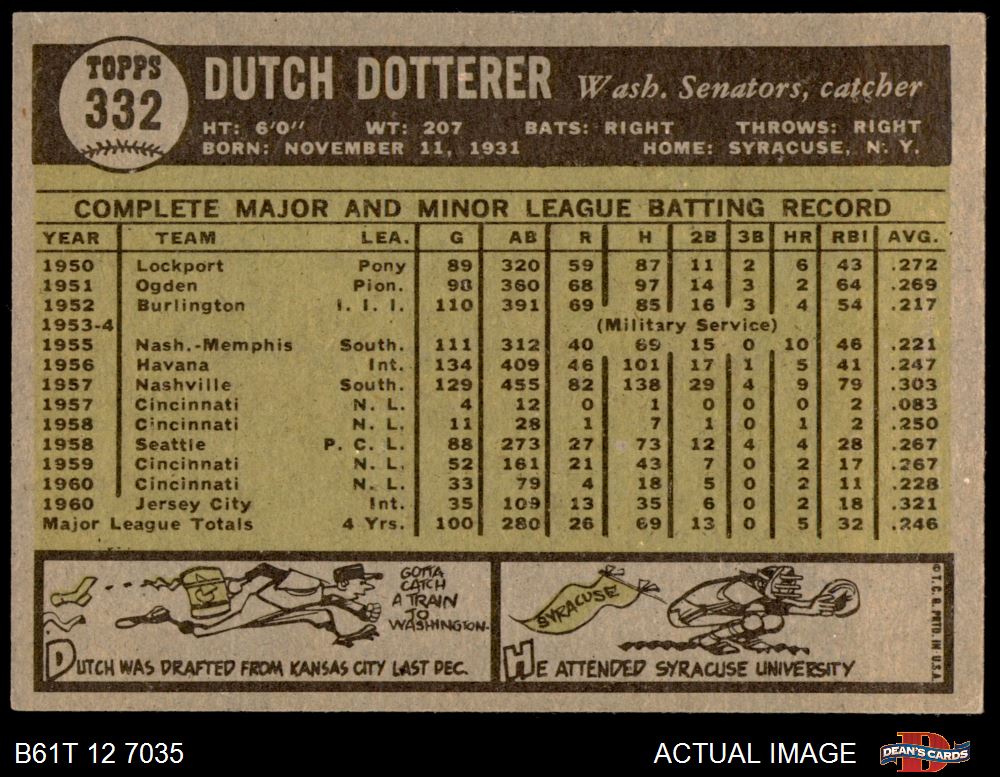 TOPPS
332
DUTCH DOTTERER Wash. Senators, catcher
HT: 6'0" WT: 207 BATS: RIGHT THROWS: RIGHT
BORN: NOVEMBER 11, 1931 HOME: SYRACUSE, N. Y.
COMPLETE MAJOR AND MINOR LEAGUE BATTING RECORD
YEAR TEAM LEA. G AB R H 2B 3B HR RBI AVG.
1950 Lockport Pony 89 320 59 87 11 2 6 43 .272
1951 Ogden Pion. 90 360 68 97 14 3 2 64 .269
1952 Burlington I. I. I. 110 391 69 85 16 3 4 54 .217
1953-4 (Military Service)
1955 Nash.-Memphis South. 111 312 40 69 15 0 10 46 .221
1956 Havana Int. 134 409 46 101 17 1 5 41 .247
1957 Nashville South. 129 455 82 138 29 4 9 79 .303
1957 Cincinnati N. L. 4 12 0 1 0 0 0 2 .083
1958 Cincinnati N. L. 11 28 1 7 1 0 1 2 .250
1958 Seattle P. C. L. 88 273 27 73 12 4 4 28 .267
1959 Cincinnati N. L. 52 161 21 43 7 0 2 17 .267
1960 Cincinnati N. L. 33 79 4 18 5 0 2 11 .228
1960 Jersey City Int. 35 109 13 35 6 0 2 18 .321
Major League Totals 4 Yrs. 100 280 26 69 13 0 5 32 .246
GOTTA
CATCH
A TRAIN
TO
WASHINGTON.
DUTCH WAS DRAFTED FROM KANSAS CITY LAST DEC.
SYRACUSE
HE ATTENDED SYRACUSE UNIVERSITY
© T. C. G. PRTD. IN U.S.A.
B61T 12 7035
ACTUAL IMAGE
DEAN'S CARDS